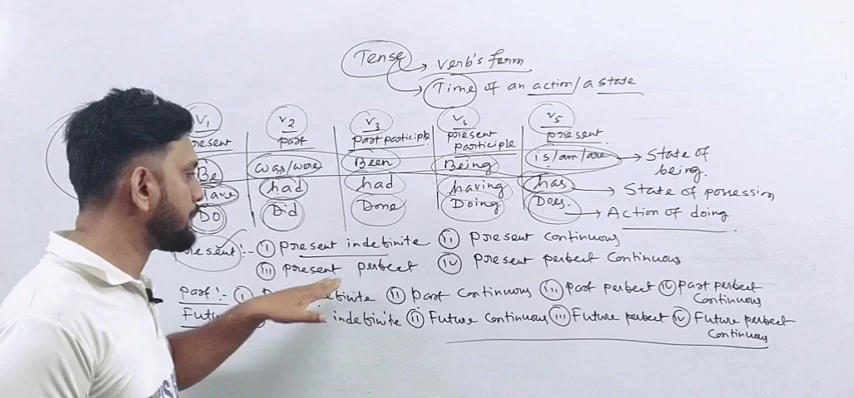 Tense → verb's form
→ Time of an action/a state
V1 V2 V3 V4 V5
present past past participle present participle present
Be was/were Been Being is/am/are → State of being.
Have had had having has → State of possession
DO Did Done Doing Does. → Action of doing
Present :- (i) present indefinite (ii) present Continuous
(iii) present perfect (iv) present perfect Continuous
Past :- (i) indefinite (ii) past Continuous (iii) past perfect (iv) past perfect Continuous
Future indefinite (ii) Future Continuous (iii) Future perfect (iv) Future perfect Continuous